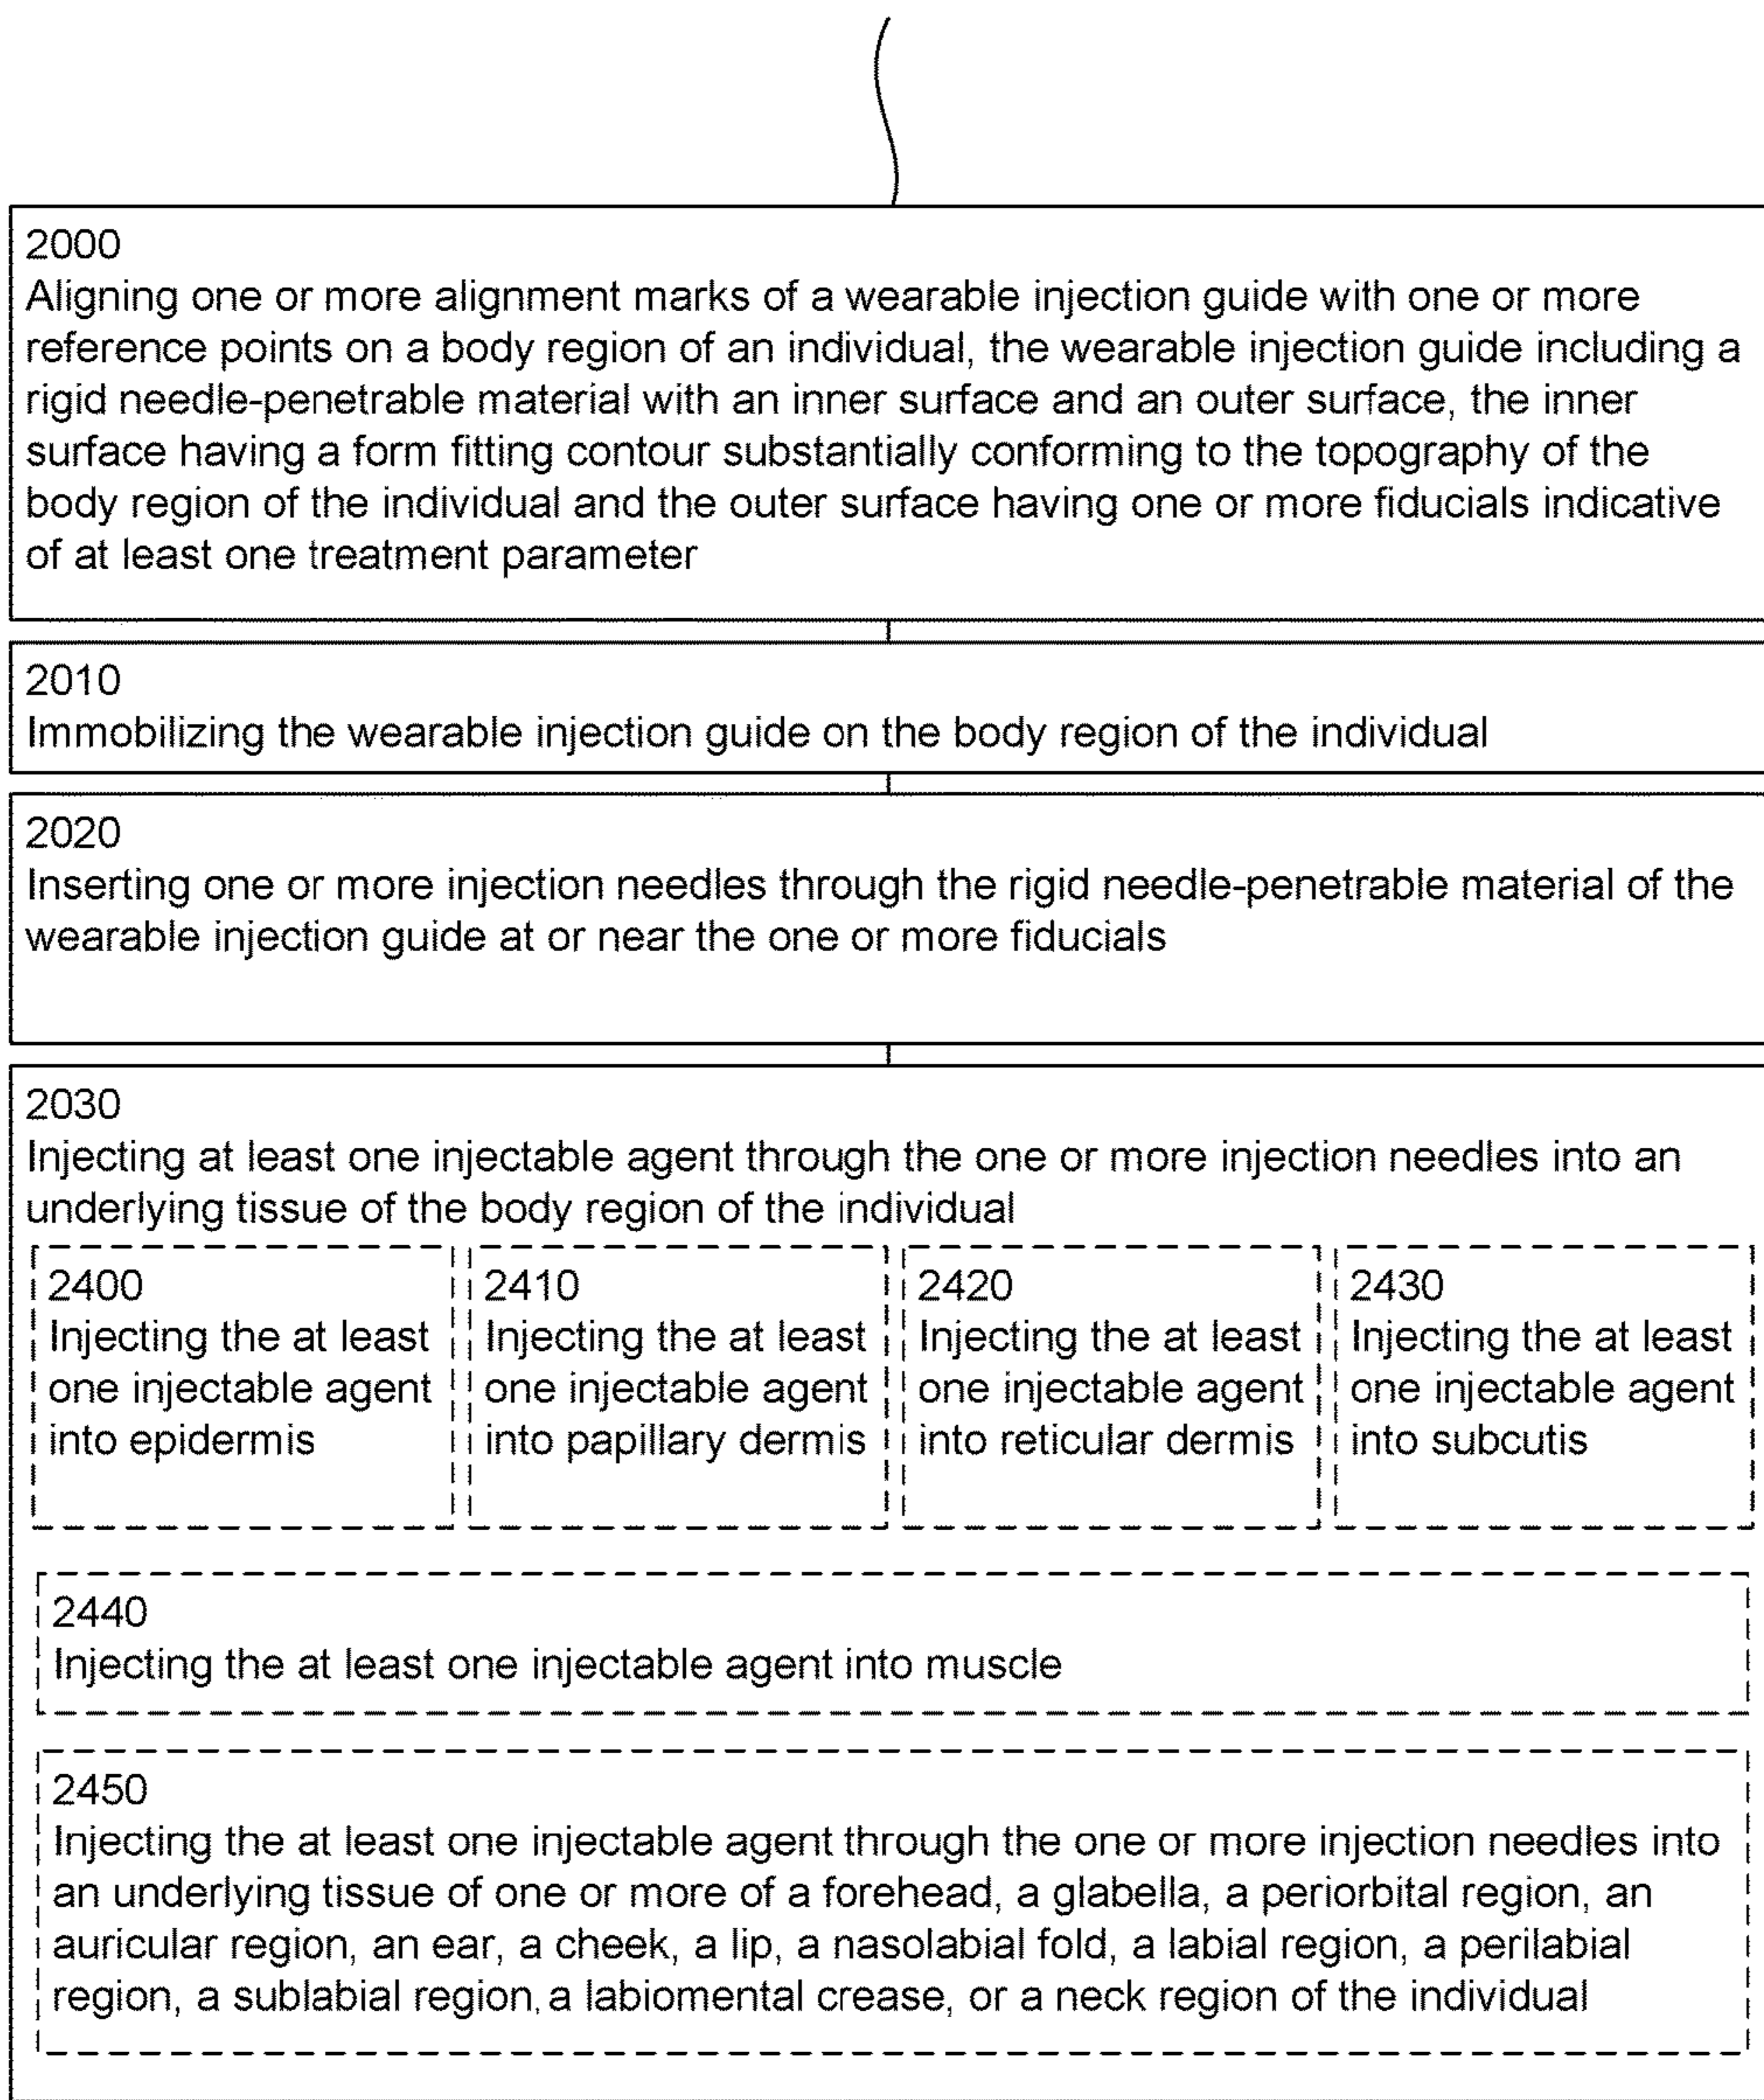 2000
Aligning one or more alignment marks of a wearable injection guide with one or more
reference points on a body region of an individual, the wearable injection guide including a
rigid needle-penetrable material with an inner surface and an outer surface, the inner
surface having a form fitting contour substantially conforming to the topography of the
body region of the individual and the outer surface having one or more fiducials indicative
of at least one treatment parameter
2010
Immobilizing the wearable injection guide on the body region of the individual
2020
Inserting one or more injection needles through the rigid needle-penetrable material of the
wearable injection guide at or near the one or more fiducials
2030
Injecting at least one injectable agent through the one or more injection needles into an
underlying tissue of the body region of the individual
2400
Injecting the at least
one injectable agent
into epidermis
2410
Injecting the at least
one injectable agent
into papillary dermis
2420
Injecting the at least
one injectable agent
into reticular dermis
2430
Injecting the at least
one injectable agent
into subcutis
2440
Injecting the at least one injectable agent into muscle
2450
Injecting the at least one injectable agent through the one or more injection needles into
an underlying tissue of one or more of a forehead, a glabella, a periorbital region, an
auricular region, an ear, a cheek, a lip, a nasolabial fold, a labial region, a perilabial
region, a sublabial region, a labiomental crease, or a neck region of the individual